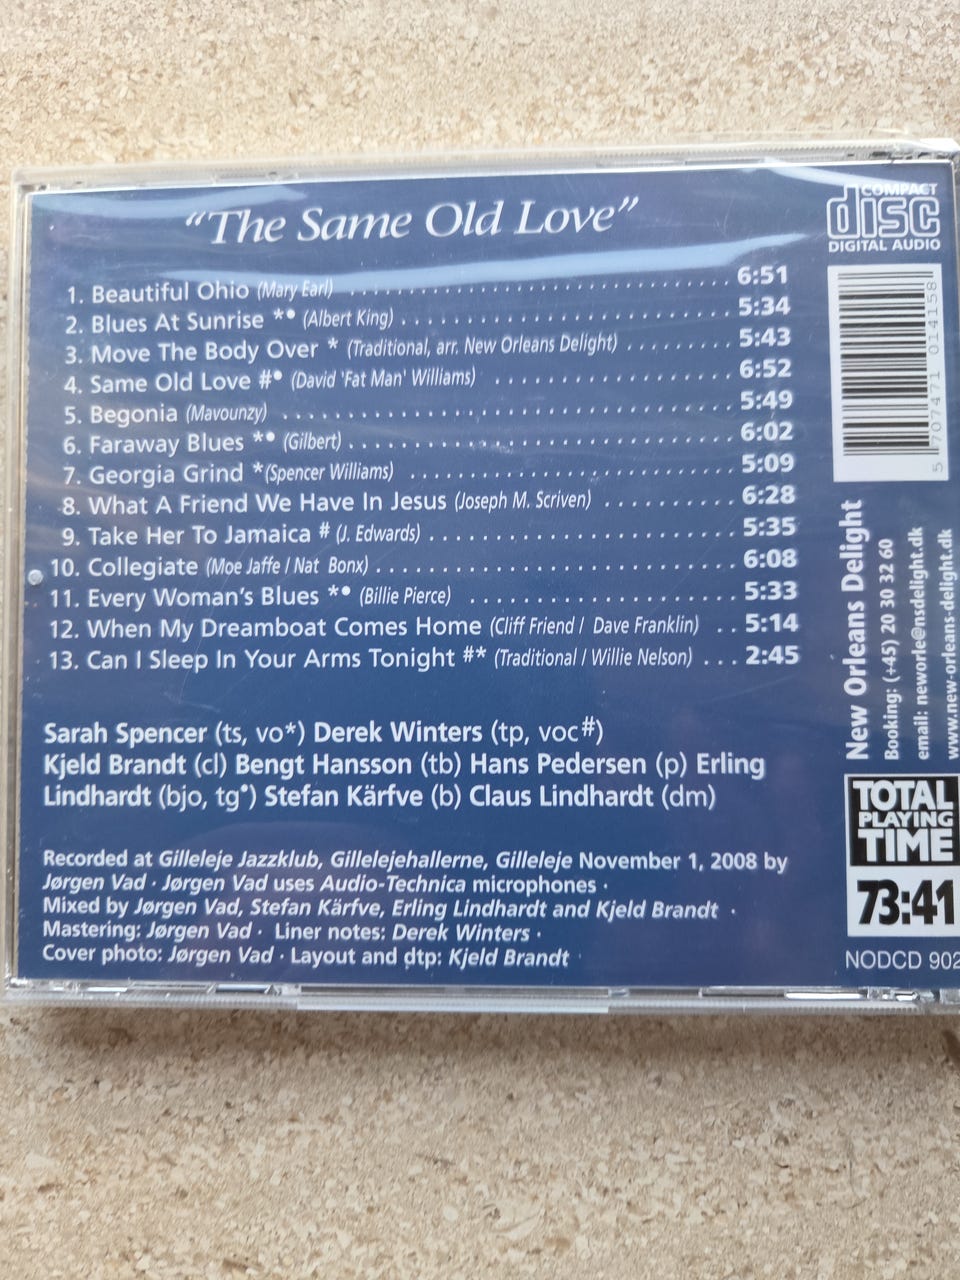 "The Same Old Love"
1. Beautiful Ohio (Mary Earl) 6:51
2. Blues At Sunrise *• (Albert King) 5:34
3. Move The Body Over * (Traditional, arr. New Orleans Delight) 5:43
4. Same Old Love #• (David 'Fat Man' Williams) 6:52
5. Begonia (Mavounzy) 5:49
6. Faraway Blues *• (Gilbert) 6:02
7. Georgia Grind *(Spencer Williams) 5:09
8. What A Friend We Have In Jesus (Joseph M. Scriven) 6:28
9. Take Her To Jamaica # (J. Edwards) 5:35
10. Collegiate (Moe Jaffe / Nat Bonx) 6:08
11. Every Woman's Blues *• (Billie Pierce) 5:33
12. When My Dreamboat Comes Home (Cliff Friend / Dave Franklin) 5:14
13. Can I Sleep In Your Arms Tonight #* (Traditional / Willie Nelson) 2:45
Sarah Spencer (ts, vo*) Derek Winters (tp, voc#)
Kjeld Brandt (cl) Bengt Hansson (tb) Hans Pedersen (p) Erling
Lindhardt (bjo, tg•) Stefan Kärfve (b) Claus Lindhardt (dm)
Recorded at Gilleleje Jazzklub, Gillelejehallerne, Gilleleje November 1, 2008 by
Jørgen Vad · Jørgen Vad uses Audio-Technica microphones ·
Mixed by Jørgen Vad, Stefan Kärfve, Erling Lindhardt and Kjeld Brandt ·
Mastering: Jørgen Vad · Liner notes: Derek Winters ·
Cover photo: Jørgen Vad · Layout and dtp: Kjeld Brandt
COMPACT
disc
DIGITAL AUDIO
5 707471 014158
New Orleans Delight
Booking: (+45) 20 30 32 60
email: neworle@nsdelight.dk
www.new-orleans-delight.dk
TOTAL
PLAYING
TIME
73:41
NODCD 902